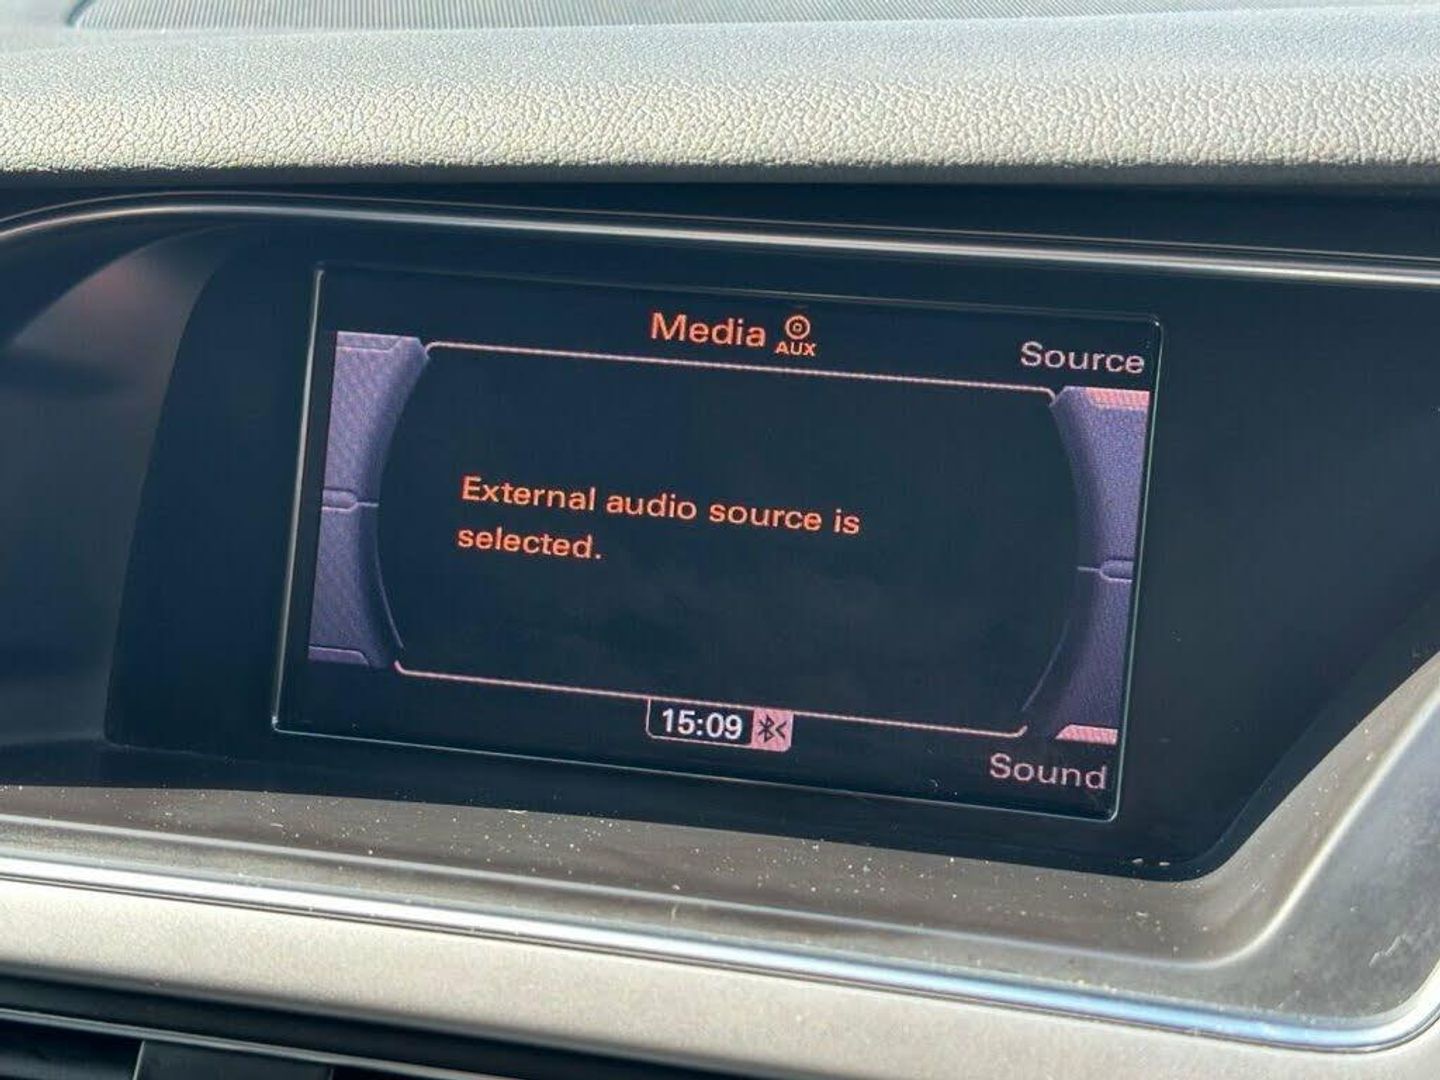 Media AUX
Source
External audio source is
selected.
15:09
Sound